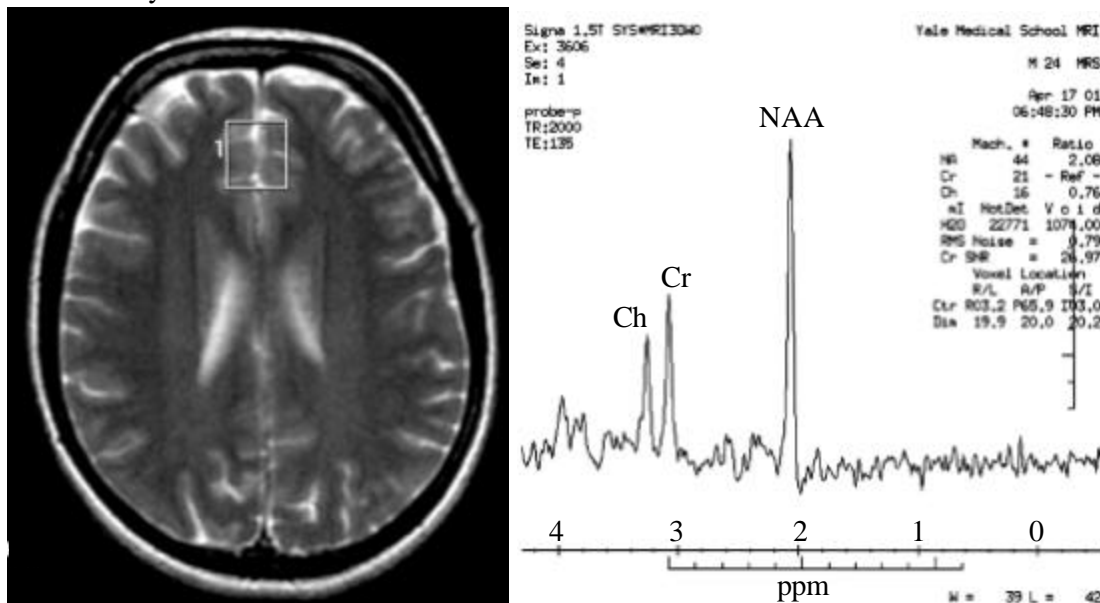 1
Signa 1.5T SYS#MRI3OWO
Ex: 3606
Se: 4
Im: 1
probe-p
TR:2000
TE:135
Yale Medical School MRI
M 24 MRS
Apr 17 01
06:48:30 PM
Mach. # Ratio
NA 44 2.08
Cr 21 - Ref -
Ch 16 0.76
mI NotDet Void
H2O 22771 1074.00
RMS Noise = 0.79
Cr SNR = 26.97
Voxel Location
R/L A/P S/I
Ctr R03.2 P65.9 I03.0
Dim 19.9 20.0 20.2
NAA
Cr
Ch
4 3 2 1 0
ppm
W = 39 L = 42